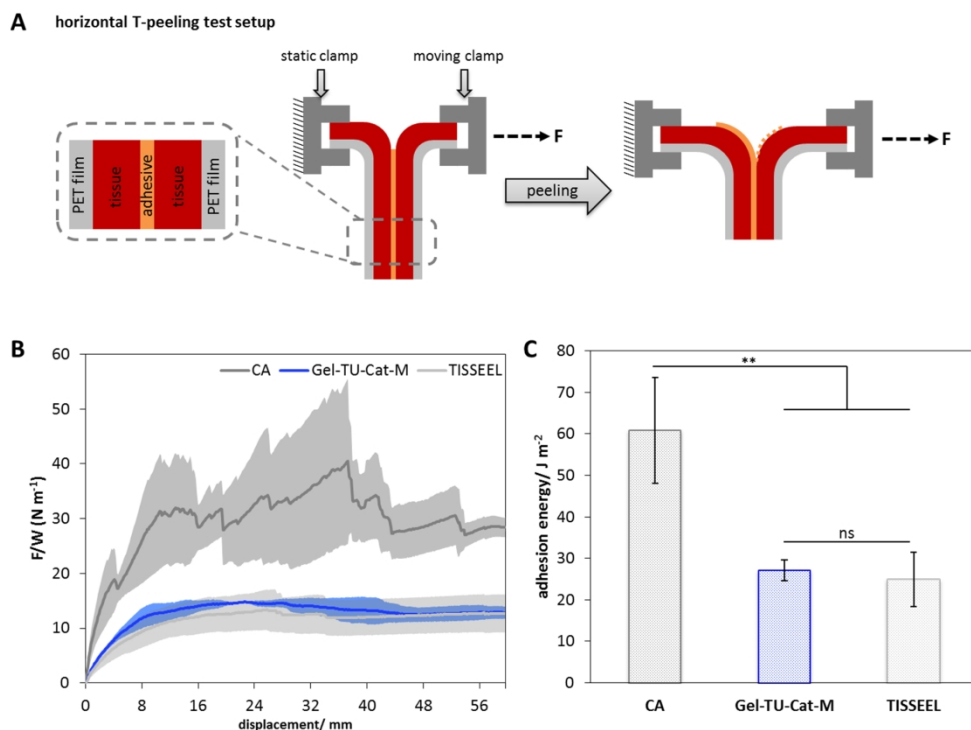 A horizontal T-peeling test setup
static clamp moving clamp
PET film tissue adhesive tissue PET film
F
peeling
F
B
60
50
40
30
20
10
0
F/W (N m⁻¹)
CA Gel-TU-Cat-M TISSEEL
0 8 16 24 32 40 48 56
displacement/ mm
C
80
70
60
50
40
30
20
10
0
adhesion energy/ J m⁻²
**
ns
CA Gel-TU-Cat-M TISSEEL